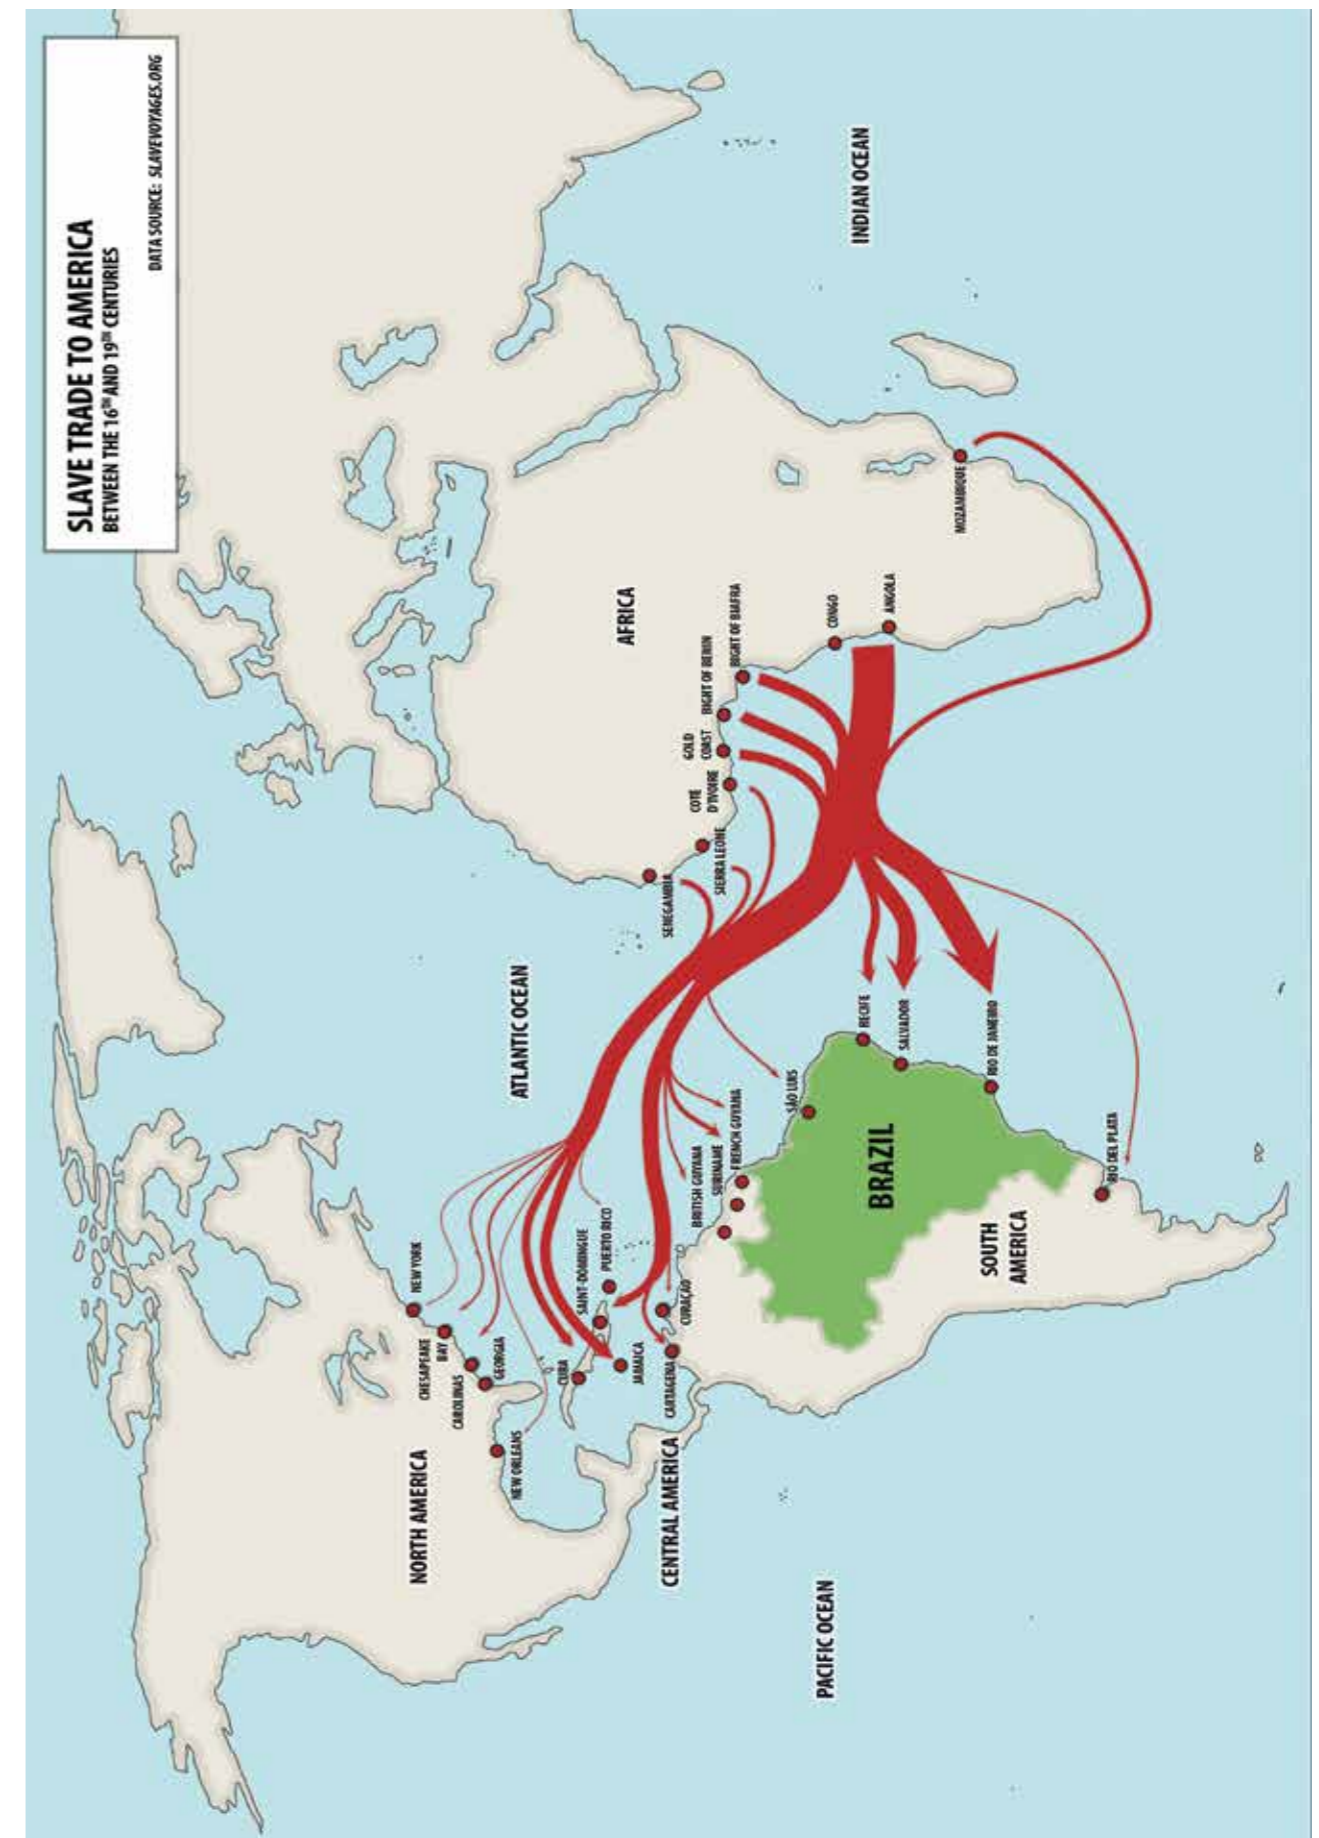 SLAVE TRADE TO AMERICA
BETWEEN THE 16TH AND 19TH CENTURIES
DATA SOURCE: SLAVEVOYAGES.ORG
NORTH AMERICA
NEW YORK
CHESAPEAKE
BAY
CAROLINAS
GEORGIA
NEW ORLEANS
ATLANTIC OCEAN
CUBA
SAINT-DOMINGUE
PUERTO RICO
JAMAICA
CENTRAL AMERICA
CARTAGENA
CURAÇAO
BRITISH GUYANA
SURINAME
FRENCH GUYANA
SÃO LUIS
RECIFE
SALVADOR
RIO DE JANEIRO
BRAZIL
SOUTH
AMERICA
RIO DEL PLATA
PACIFIC OCEAN
AFRICA
SENEGAMBIA
SIERRA LEONE
COTE
D'IVOIRE
GOLD
COAST
BIGHT OF BENIN
BIGHT OF BIAFRA
CONGO
ANGOLA
MOZAMBIQUE
INDIAN OCEAN